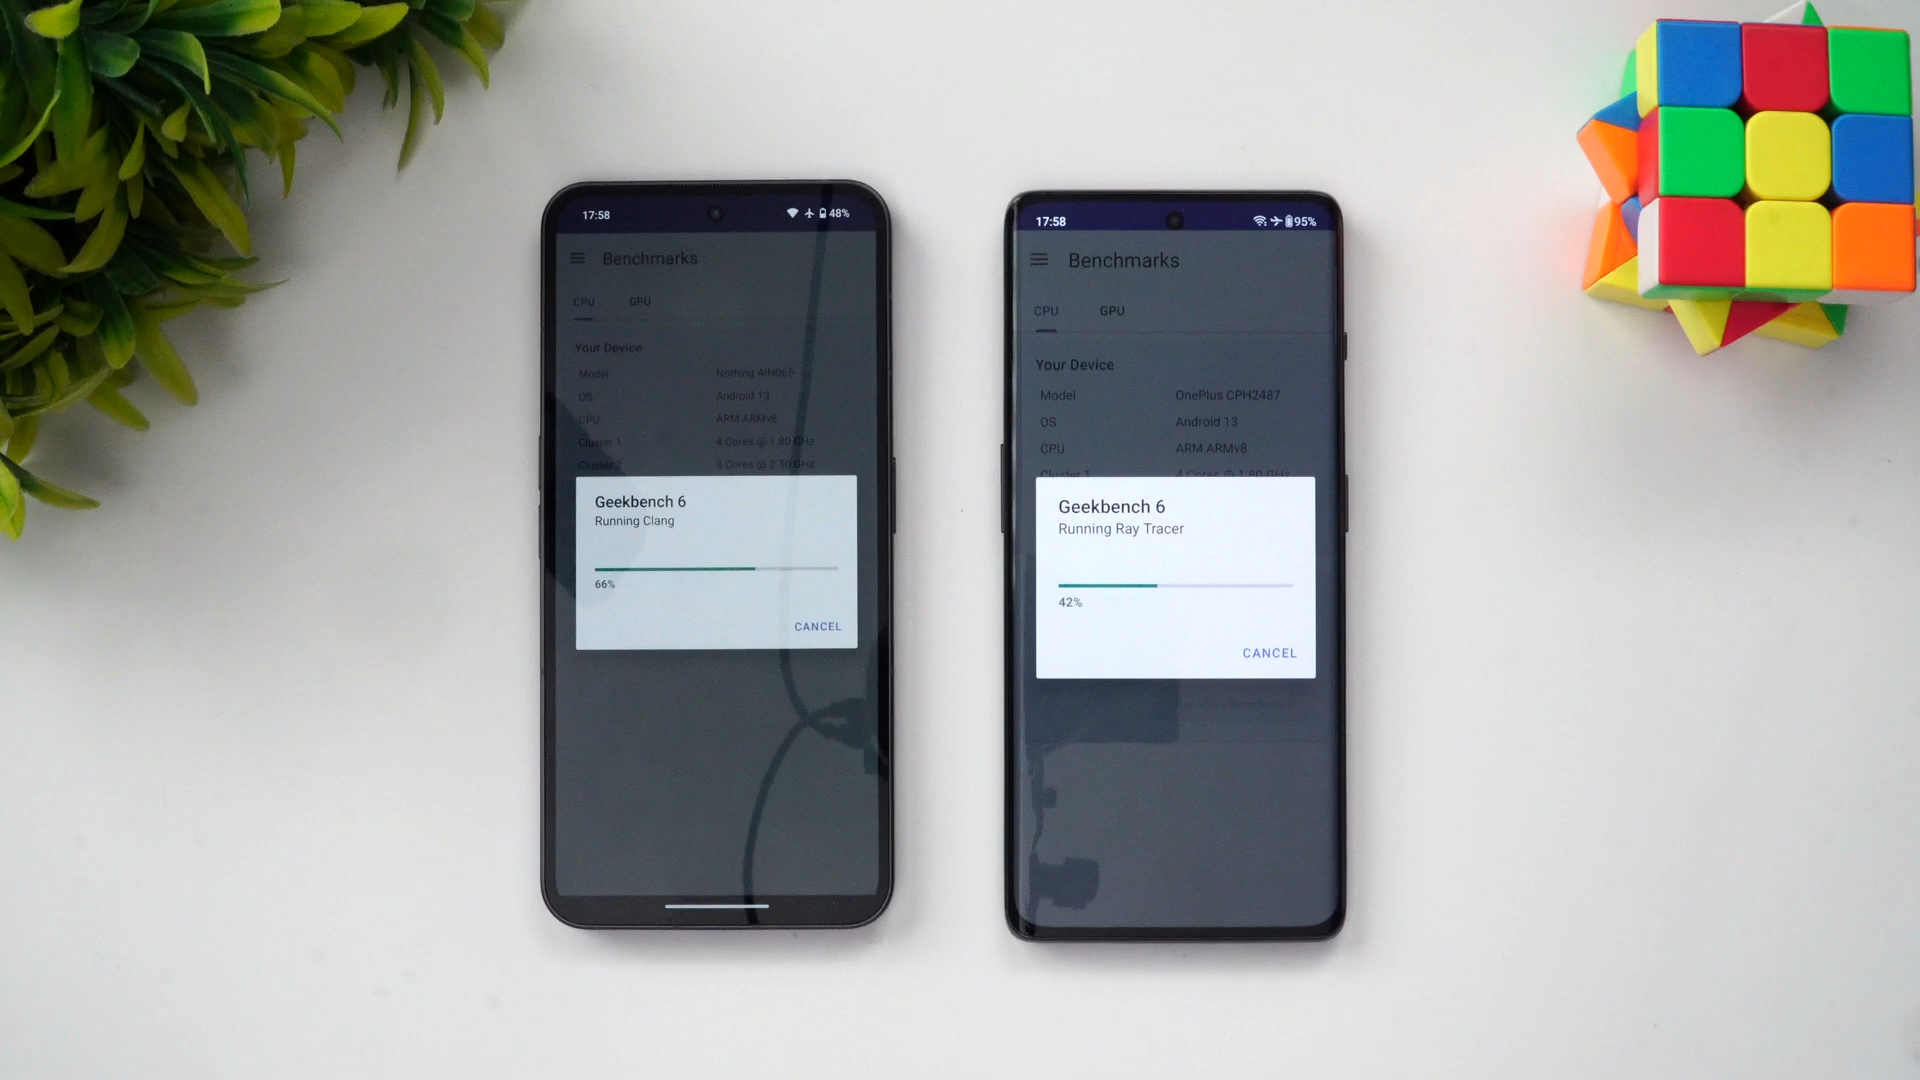 17:58
48%
Benchmarks
CPU GPU
Your Device
Model Nothing AIN065
OS Android 13
CPU ARM ARMv8
Cluster 1 4 Cores @ 1.80 GHz
Cluster 2 3 Cores @ 2.50 GHz
Geekbench 6
Running Clang
66%
CANCEL
17:58
95%
Benchmarks
CPU GPU
Your Device
Model OnePlus CPH2487
OS Android 13
CPU ARM ARMv8
Cluster 1 4 Cores @ 1.80 GHz
Geekbench 6
Running Ray Tracer
42%
CANCEL